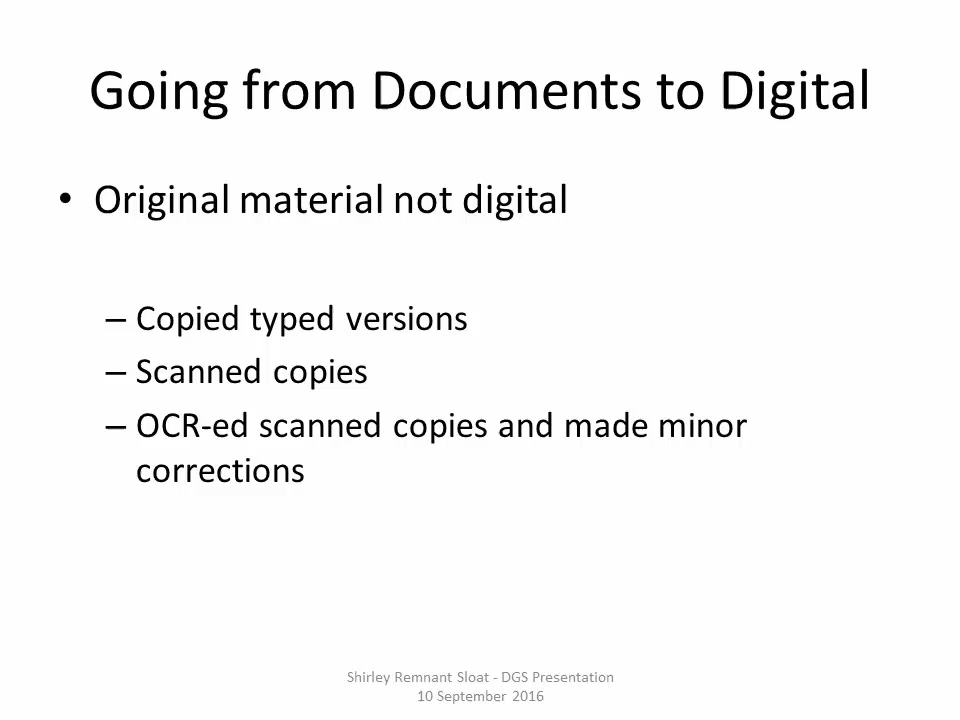 Going from Documents to Digital
• Original material not digital
– Copied typed versions
– Scanned copies
– OCR-ed scanned copies and made minor
corrections
Shirley Remnant Sloat - DGS Presentation
10 September 2016